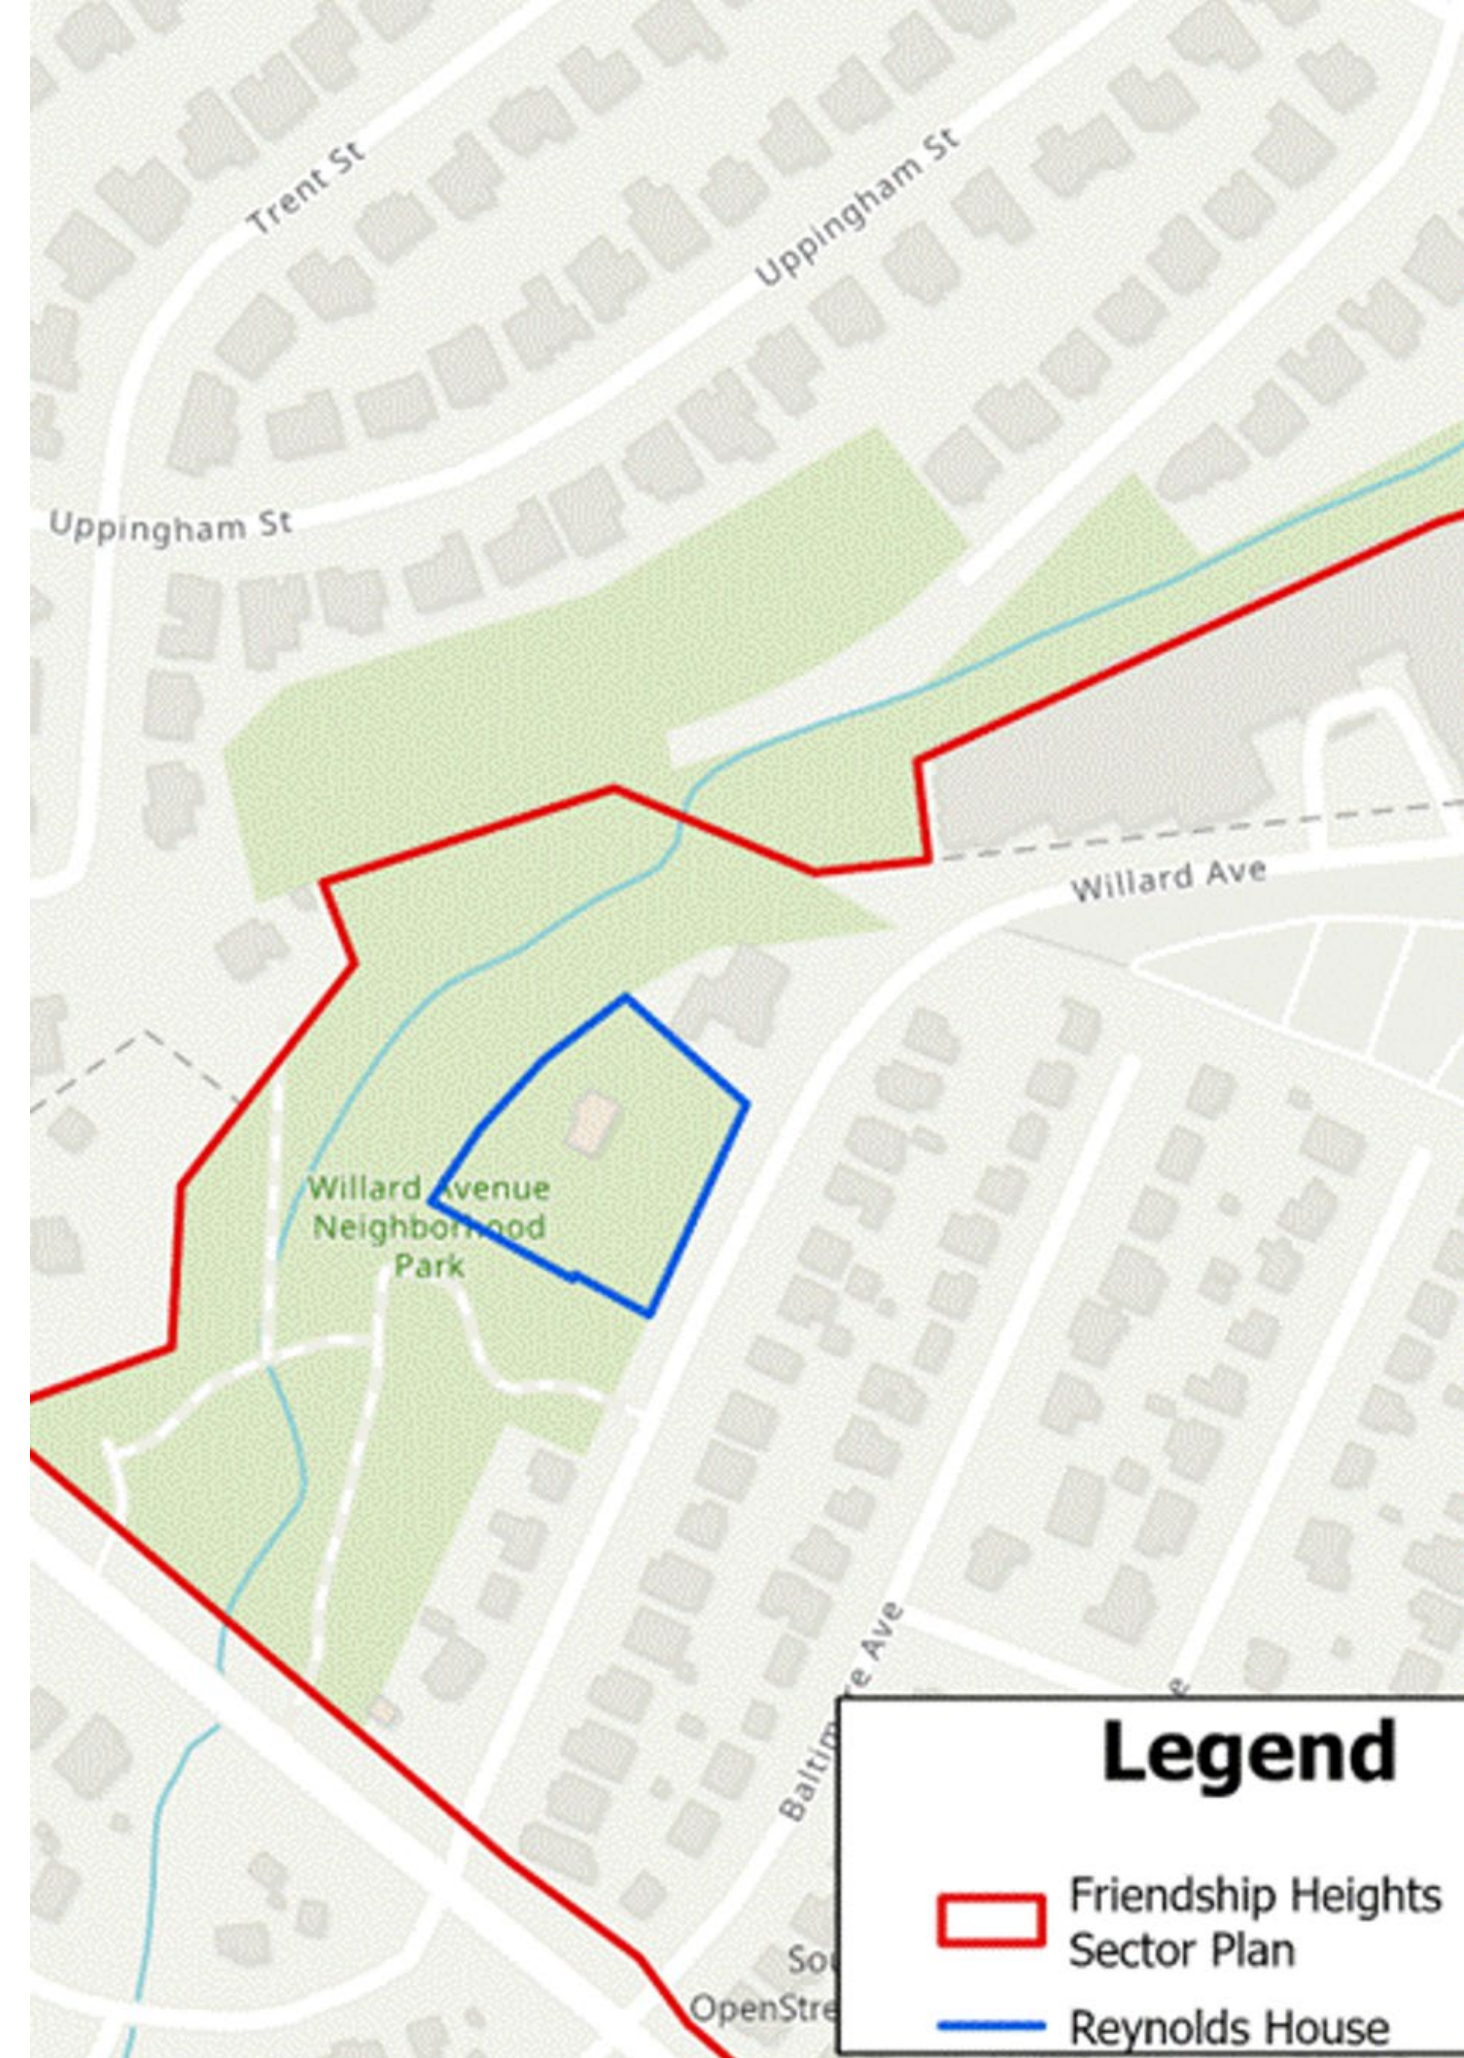 Trent St
Uppingham St
Uppingham St
Willard Ave
Willard Avenue
Neighborhood
Park
Legend
Friendship Heights
Sector Plan
Reynolds House